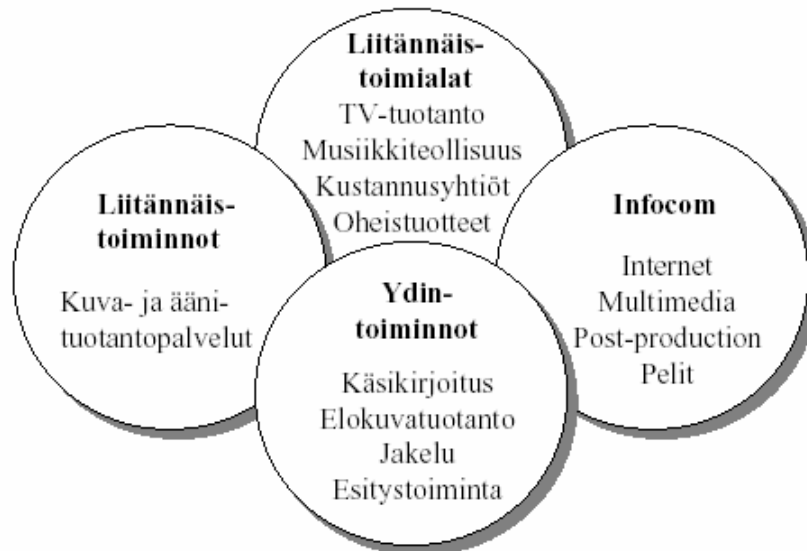 Liitännäis-
toimialat
TV-tuotanto
Musiikkiteollisuus
Kustannusyhtiöt
Oheistuotteet
Liitännäis-
toiminnot
Kuva- ja ääni-
tuotantopalvelut
Infocom
Internet
Multimedia
Post-production
Pelit
Ydin-
toiminnot
Käsikirjoitus
Elokuvatuotanto
Jakelu
Esitystoiminta